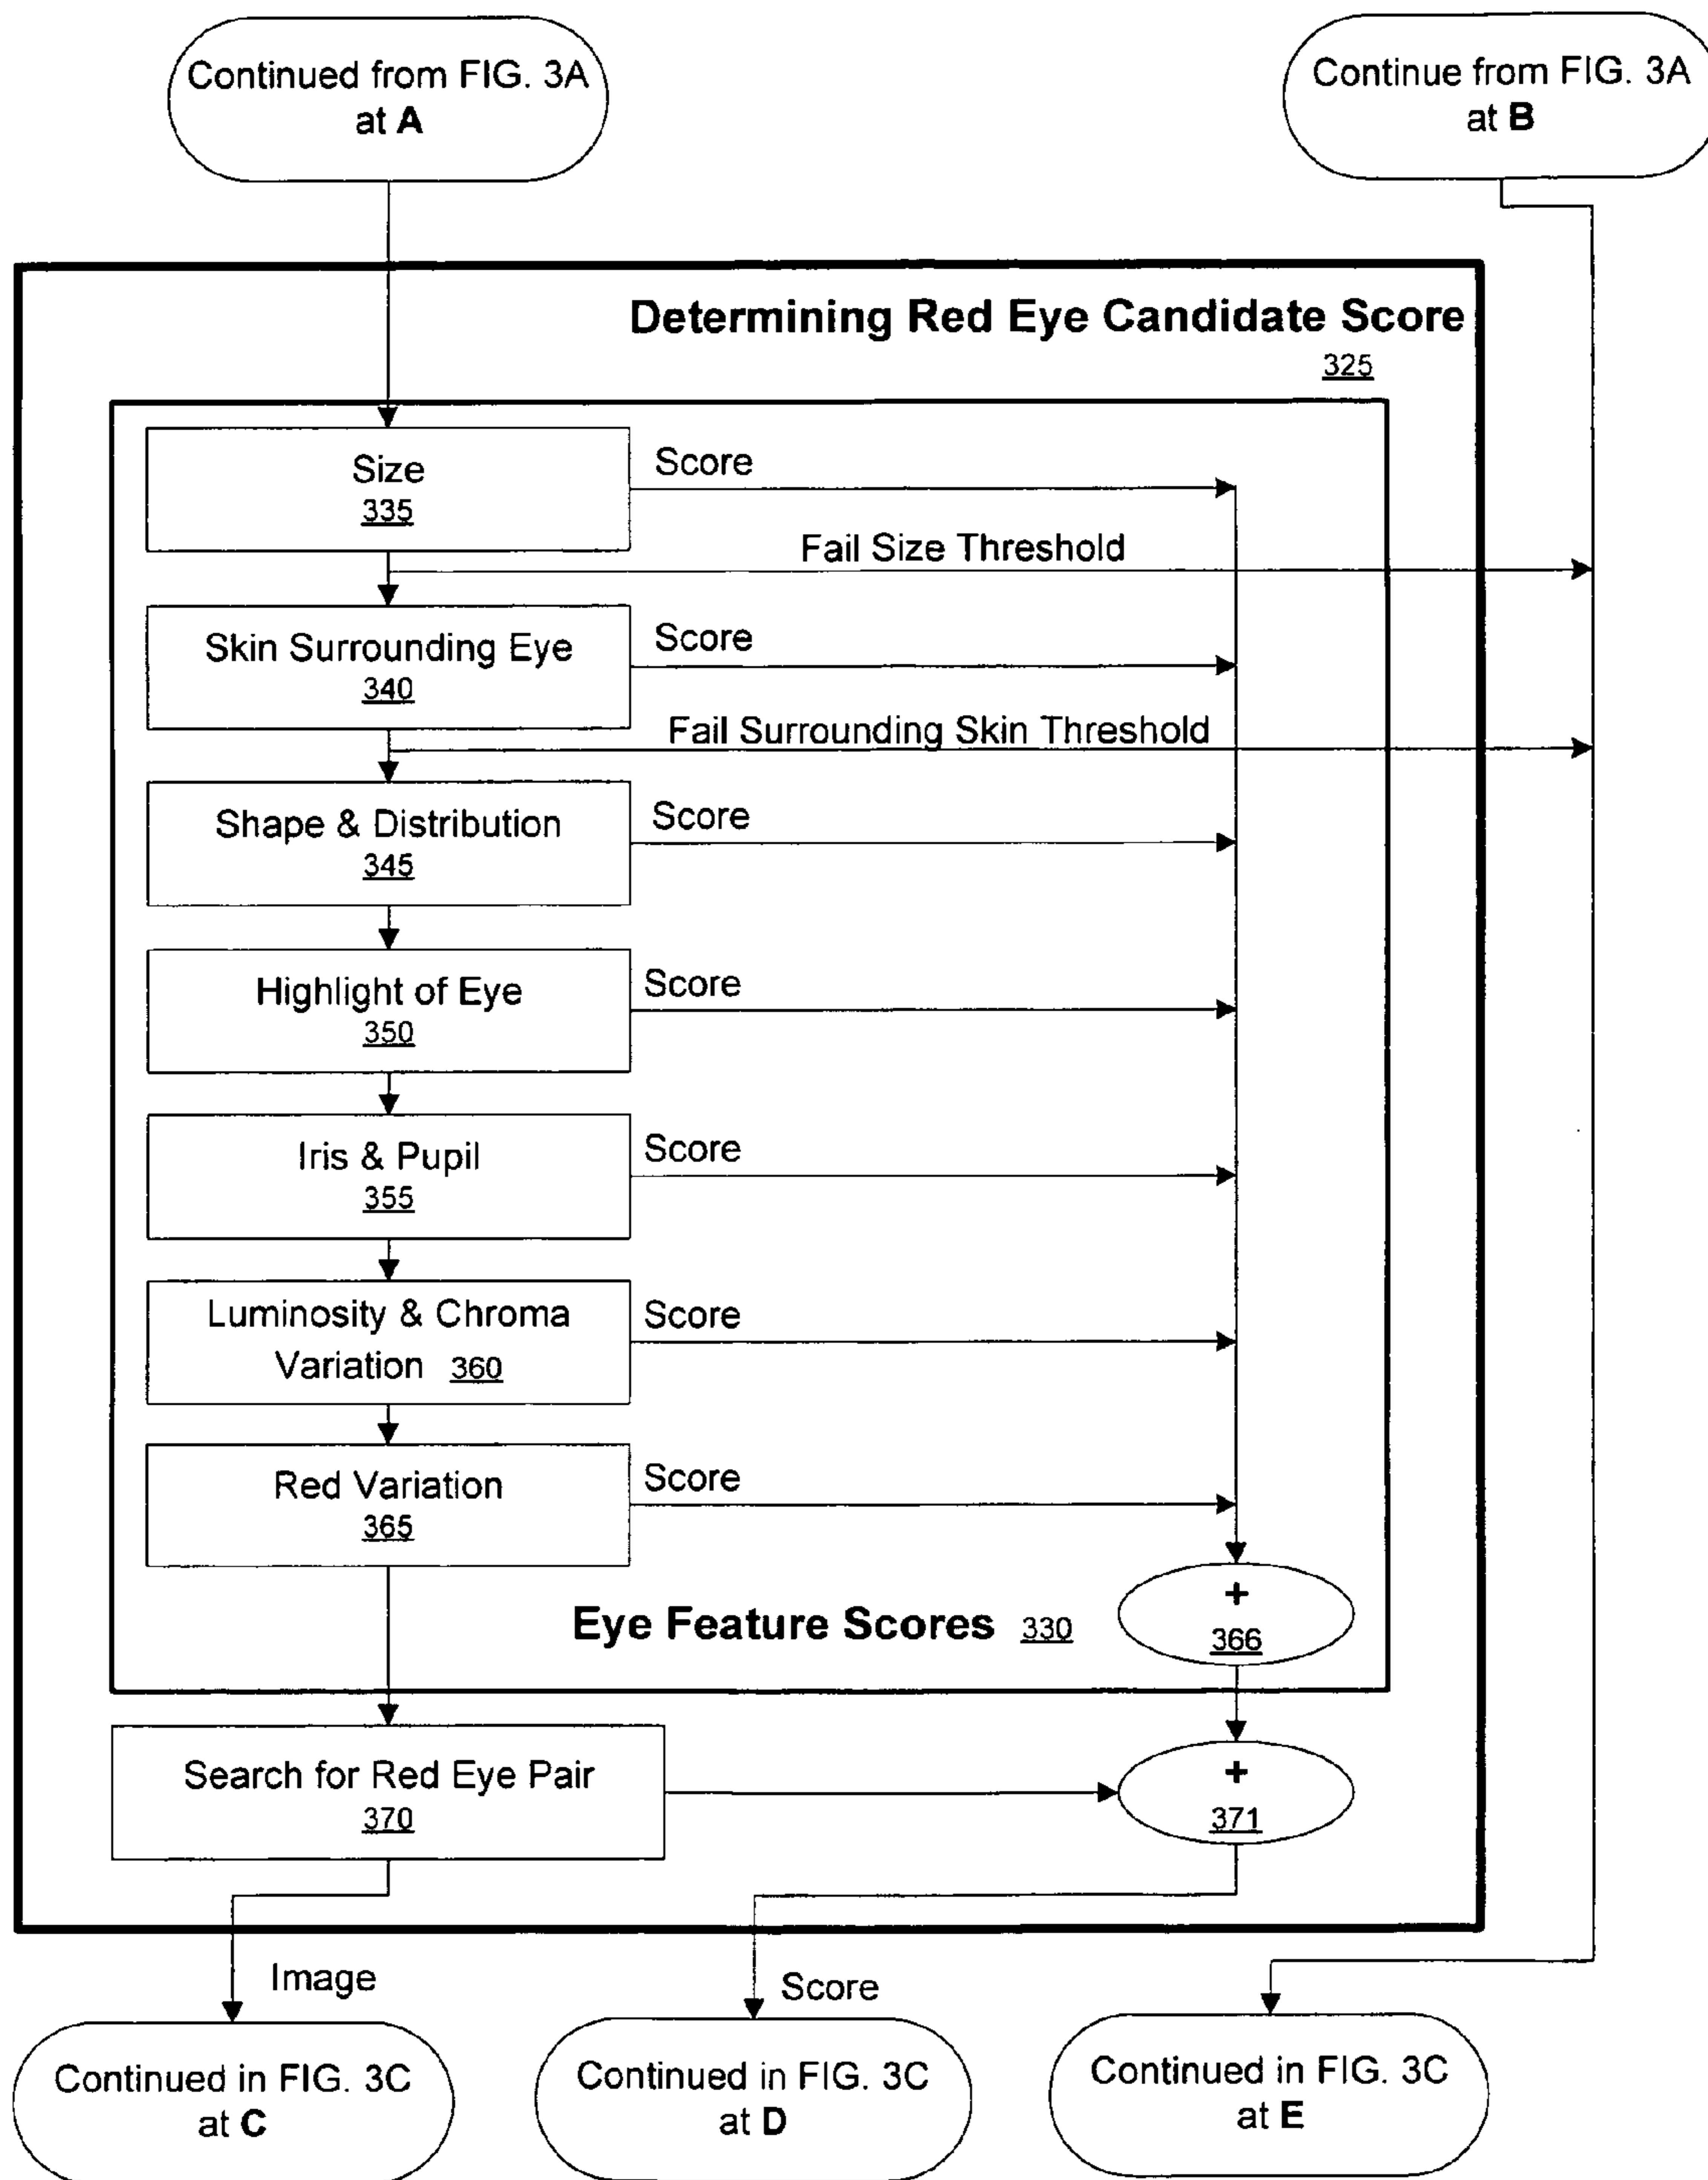 Continued from FIG. 3A
at A
Continue from FIG. 3A
at B
Determining Red Eye Candidate Score
325
Size
335
Score
Fail Size Threshold
Skin Surrounding Eye
340
Score
Fail Surrounding Skin Threshold
Shape & Distribution
345
Score
Highlight of Eye
350
Score
Iris & Pupil
355
Score
Luminosity & Chroma
Variation 360
Score
Red Variation
365
Score
+
366
Eye Feature Scores 330
Search for Red Eye Pair
370
+
371
Image
Score
Continued in FIG. 3C
at C
Continued in FIG. 3C
at D
Continued in FIG. 3C
at E